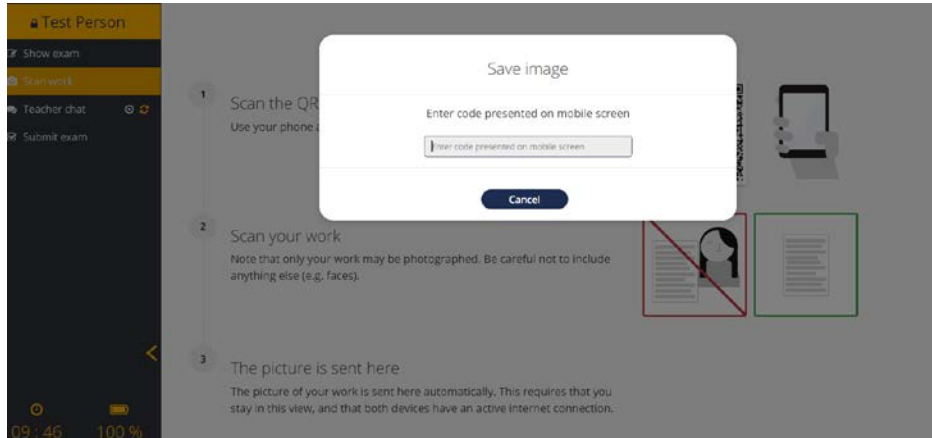 Test Person
Show exam
Scan work
Teacher chat
Submit exam
09 : 46
100 %
Save image
Enter code presented on mobile screen
Enter code presented on mobile screen
Cancel
1
Scan the QR
Use your phone a
2
Scan your work
Note that only your work may be photographed. Be careful not to include
anything else (e.g. faces).
3
The picture is sent here
The picture of your work is sent here automatically. This requires that you
stay in this view, and that both devices have an active internet connection.